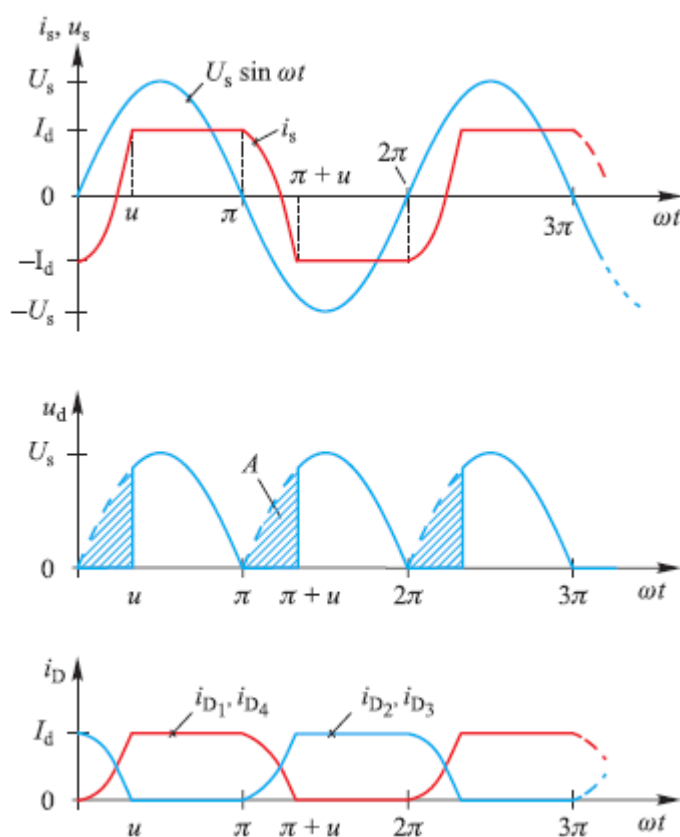 i_s, u_s
U_s
U_s sin ωt
I_d
i_s
0
u
π
π + u
2π
3π
ωt
−I_d
−U_s
u_d
U_s
A
0
u
π
π + u
2π
3π
ωt
i_D
i_D₁, i_D₄
i_D₂, i_D₃
I_d
0
u
π
π + u
2π
3π
ωt